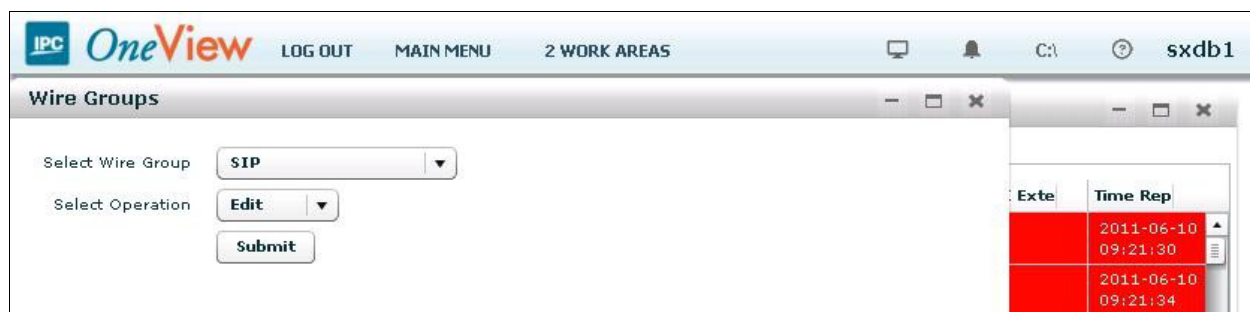 IPC OneView LOG OUT MAIN MENU 2 WORK AREAS C:\ ? sxdb1
Wire Groups
Select Wire Group SIP
Select Operation Edit
Submit
Exte Time Rep
2011-06-10
09:21:30
2011-06-10
09:21:34